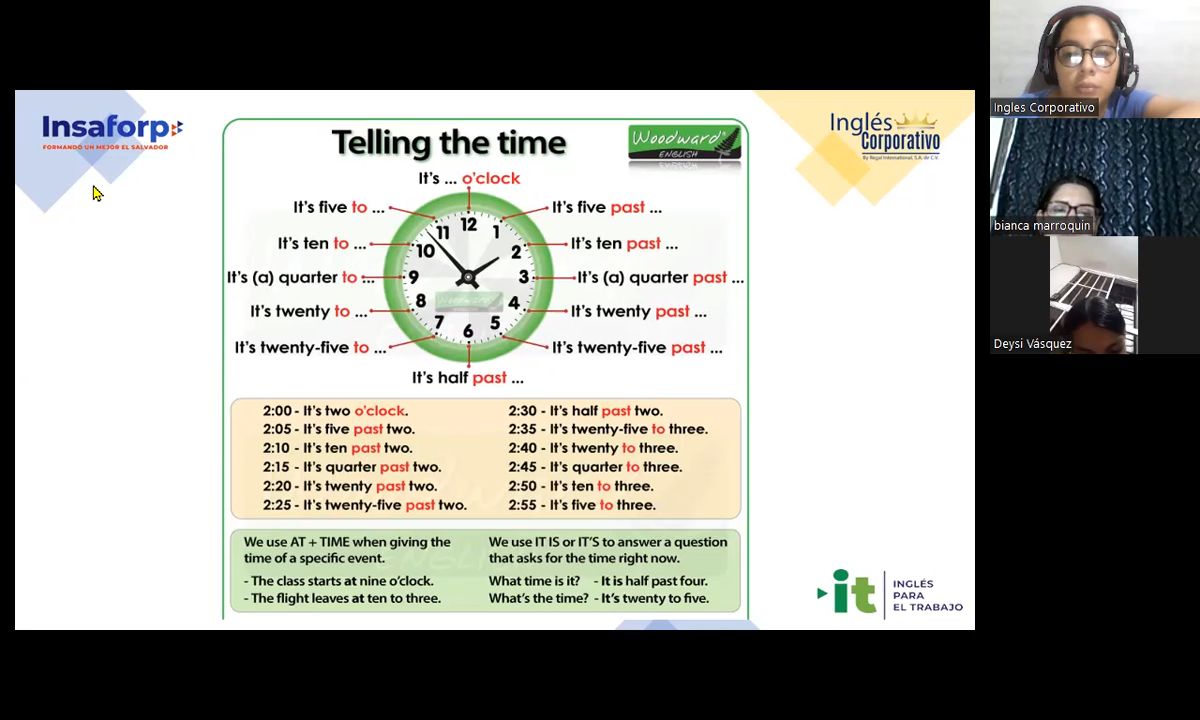 Insaforp
FORMANDO UN MEJOR EL SALVADOR
Telling the time
Woodward®
ENGLISH
Inglés
Corporativo
By Regal International, S.A. de C.V.
It's ... o'clock
It's five to ...
It's five past ...
It's ten to ...
It's ten past ...
It's (a) quarter to ...
It's (a) quarter past ...
It's twenty to ...
It's twenty past ...
It's twenty-five to ...
It's twenty-five past ...
It's half past ...
12
1
2
3
4
5
6
7
8
9
10
11
2:00 - It's two o'clock.
2:05 - It's five past two.
2:10 - It's ten past two.
2:15 - It's quarter past two.
2:20 - It's twenty past two.
2:25 - It's twenty-five past two.
2:30 - It's half past two.
2:35 - It's twenty-five to three.
2:40 - It's twenty to three.
2:45 - It's quarter to three.
2:50 - It's ten to three.
2:55 - It's five to three.
We use AT + TIME when giving the
time of a specific event.
- The class starts at nine o'clock.
- The flight leaves at ten to three.
We use IT IS or IT'S to answer a question
that asks for the time right now.
What time is it? - It is half past four.
What's the time? - It's twenty to five.
it
INGLÉS
PARA
EL TRABAJO
Ingles Corporativo
bianca marroquin
Deysi Vásquez